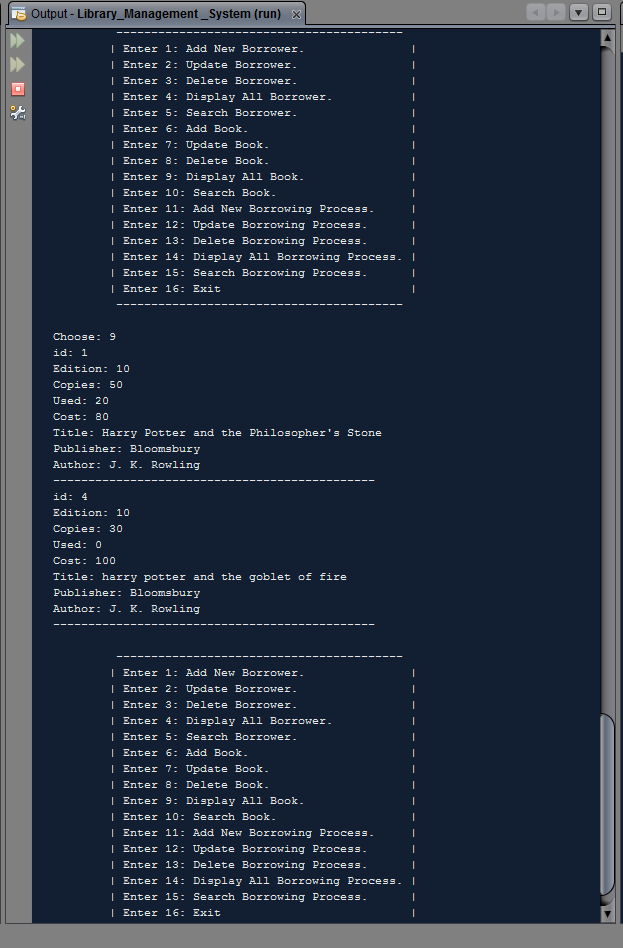 Output - Library_Management _System (run)
----------------------------------------
| Enter 1: Add New Borrower. |
| Enter 2: Update Borrower. |
| Enter 3: Delete Borrower. |
| Enter 4: Display All Borrower. |
| Enter 5: Search Borrower. |
| Enter 6: Add Book. |
| Enter 7: Update Book. |
| Enter 8: Delete Book. |
| Enter 9: Display All Book. |
| Enter 10: Search Book. |
| Enter 11: Add New Borrowing Process. |
| Enter 12: Update Borrowing Process. |
| Enter 13: Delete Borrowing Process. |
| Enter 14: Display All Borrowing Process. |
| Enter 15: Search Borrowing Process. |
| Enter 16: Exit |
-----------------------------------------
Choose: 9
id: 1
Edition: 10
Copies: 50
Used: 20
Cost: 80
Title: Harry Potter and the Philosopher's Stone
Publisher: Bloomsbury
Author: J. K. Rowling
----------------------------------------------
id: 4
Edition: 10
Copies: 30
Used: 0
Cost: 100
Title: harry potter and the goblet of fire
Publisher: Bloomsbury
Author: J. K. Rowling
----------------------------------------------
-----------------------------------------
| Enter 1: Add New Borrower. |
| Enter 2: Update Borrower. |
| Enter 3: Delete Borrower. |
| Enter 4: Display All Borrower. |
| Enter 5: Search Borrower. |
| Enter 6: Add Book. |
| Enter 7: Update Book. |
| Enter 8: Delete Book. |
| Enter 9: Display All Book. |
| Enter 10: Search Book. |
| Enter 11: Add New Borrowing Process. |
| Enter 12: Update Borrowing Process. |
| Enter 13: Delete Borrowing Process. |
| Enter 14: Display All Borrowing Process. |
| Enter 15: Search Borrowing Process. |
| Enter 16: Exit |